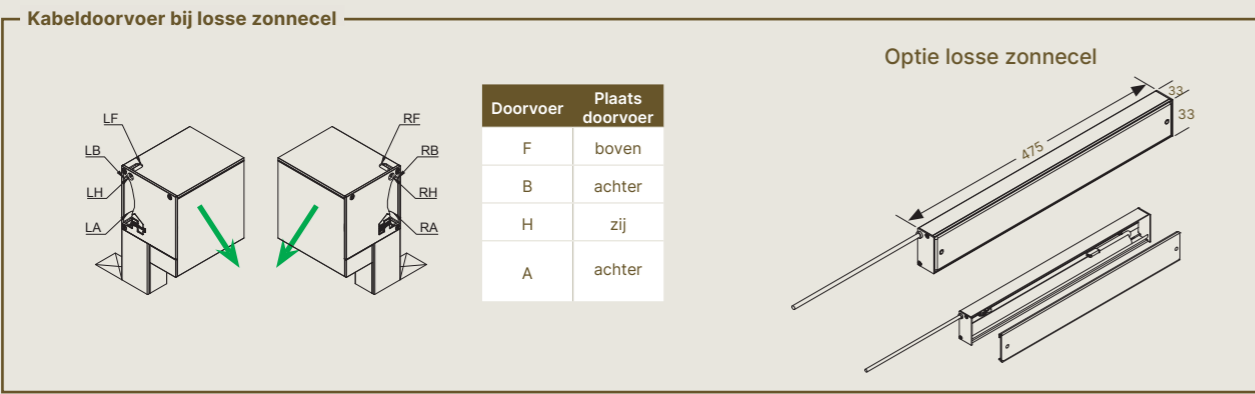 Kabeldoorvoer bij losse zonnecel
LF
LB
LH
LA
RF
RB
RH
RA
Doorvoer
Plaats
doorvoer
F boven
B achter
H zij
A achter
Optie losse zonnecel
475
33
33